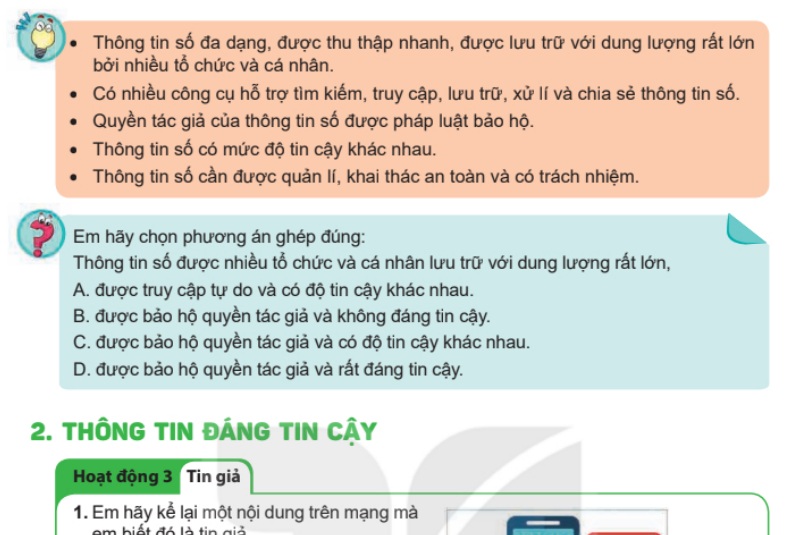 • Thông tin số đa dạng, được thu thập nhanh, được lưu trữ với dung lượng rất lớn
bởi nhiều tổ chức và cá nhân.
• Có nhiều công cụ hỗ trợ tìm kiếm, truy cập, lưu trữ, xử lí và chia sẻ thông tin số.
• Quyền tác giả của thông tin số được pháp luật bảo hộ.
• Thông tin số có mức độ tin cậy khác nhau.
• Thông tin số cần được quản lí, khai thác an toàn và có trách nhiệm.
Em hãy chọn phương án ghép đúng:
Thông tin số được nhiều tổ chức và cá nhân lưu trữ với dung lượng rất lớn,
A. được truy cập tự do và có độ tin cậy khác nhau.
B. được bảo hộ quyền tác giả và không đáng tin cậy.
C. được bảo hộ quyền tác giả và có độ tin cậy khác nhau.
D. được bảo hộ quyền tác giả và rất đáng tin cậy.
2. THÔNG TIN ĐÁNG TIN CẬY
Hoạt động 3 Tin giả
1. Em hãy kể lại một nội dung trên mạng mà
em biết đó là tin giả